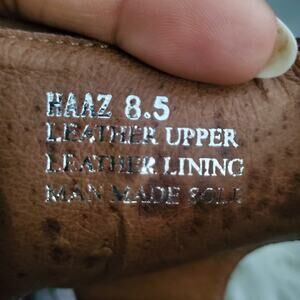 HAAZ 8.5
LEATHER UPPER
LEATHER LINING
MAN MADE SOLE